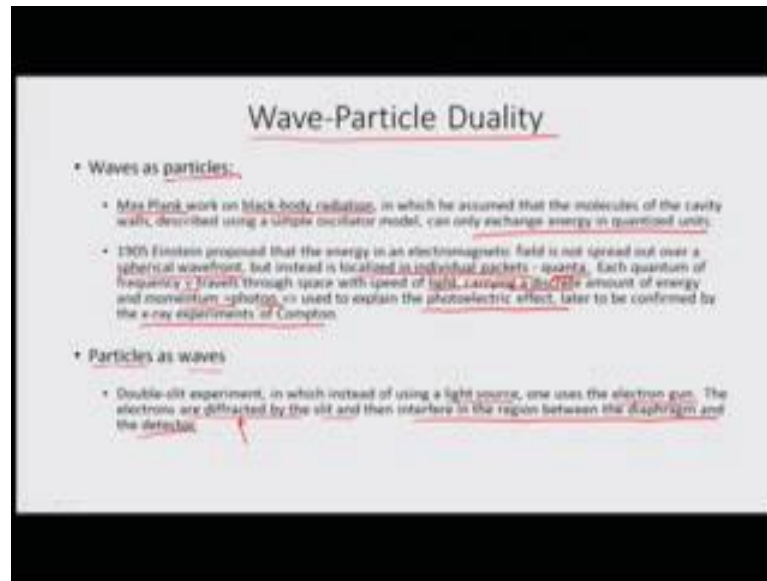 Wave-Particle Duality
• Waves as particles:
• Max Plank work on black-body radiation, in which he assumed that the molecules of the cavity
walls, described using a simple oscillator model, can only exchange energy in quantized units
• 1905 Einstein proposed that the energy in an electromagnetic field is not spread out over a
spherical wavefront, but instead is localized in individual packets - quanta. Each quantum of
frequency ν travels through space with speed of light, carrying a discrete amount of energy
and momentum =photon, => used to explain the photoelectric effect, later to be confirmed by
the x-ray experiments of Compton
• Particles as waves
• Double-slit experiment, in which instead of using a light source, one uses the electron gun. The
electrons are diffracted by the slit and then interfere in the region between the diaphragm and
the detector